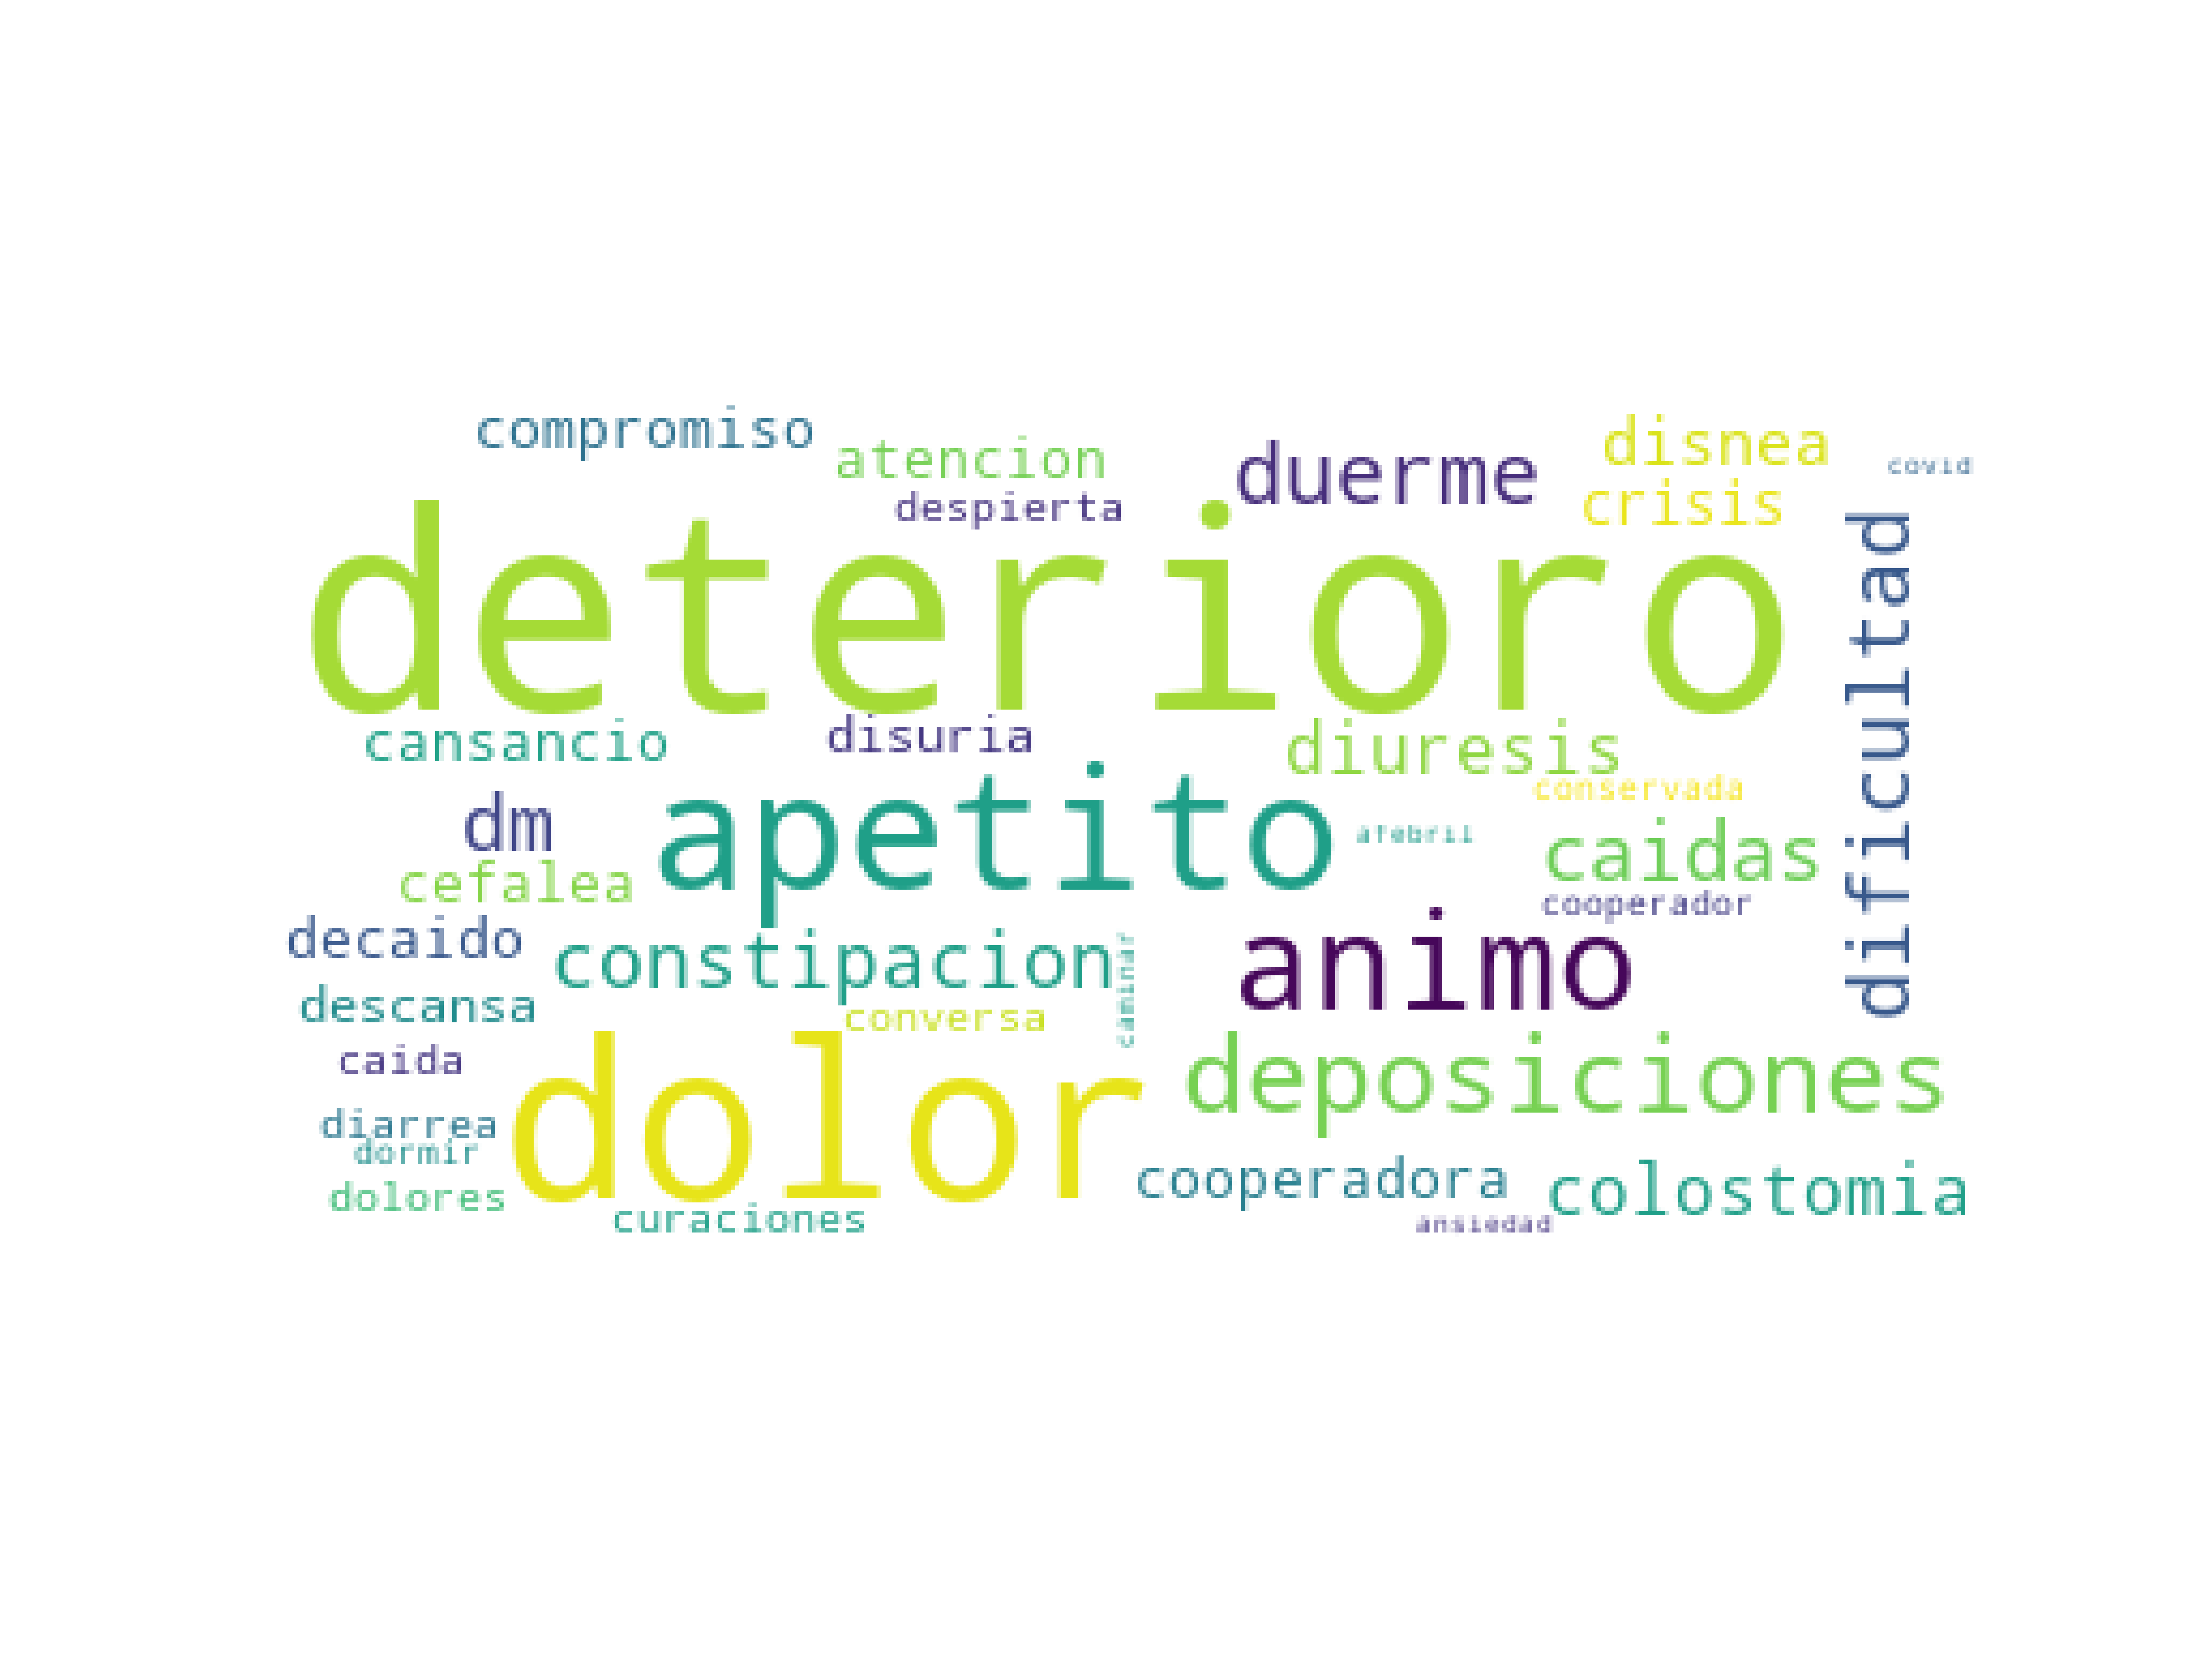 compromiso
atencion
duerme
disnea
covid
despierta
crisis
deterioro
dificultad
cansancio
disuria
diuresis
conservada
dm
apetito
afebril
caidas
cefalea
cooperador
decaido
constipacion
caminar
animo
descansa
conversa
caida
dolor
deposiciones
diarrea
dormir
cooperadora
colostomia
dolores
curaciones
ansiedad